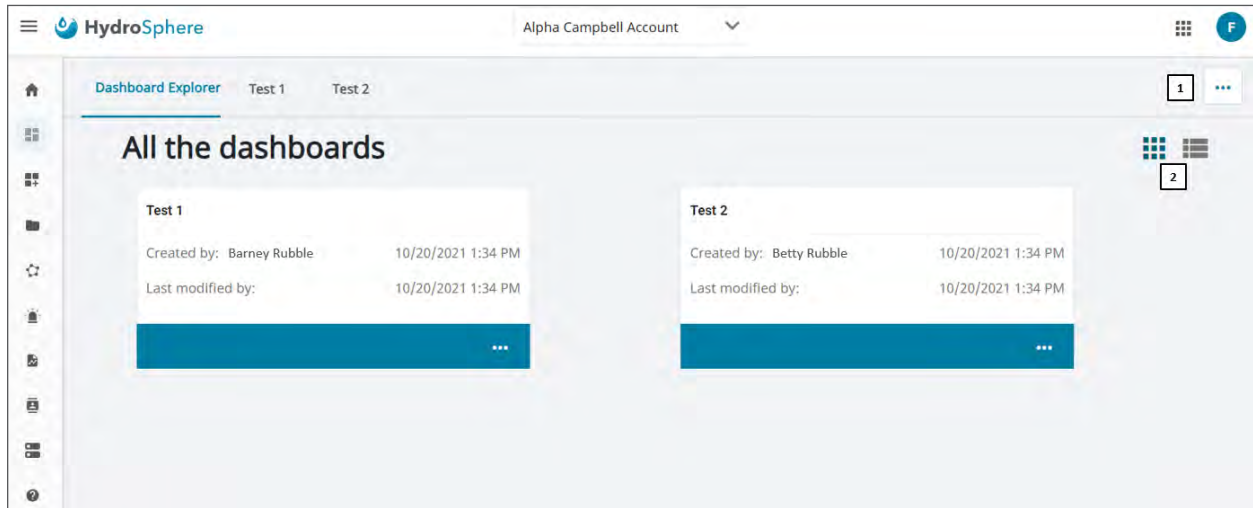 HydroSphere
Alpha Campbell Account
F
Dashboard Explorer Test 1 Test 2
1
All the dashboards
2
Test 1
Created by: Barney Rubble 10/20/2021 1:34 PM
Last modified by: 10/20/2021 1:34 PM
Test 2
Created by: Betty Rubble 10/20/2021 1:34 PM
Last modified by: 10/20/2021 1:34 PM